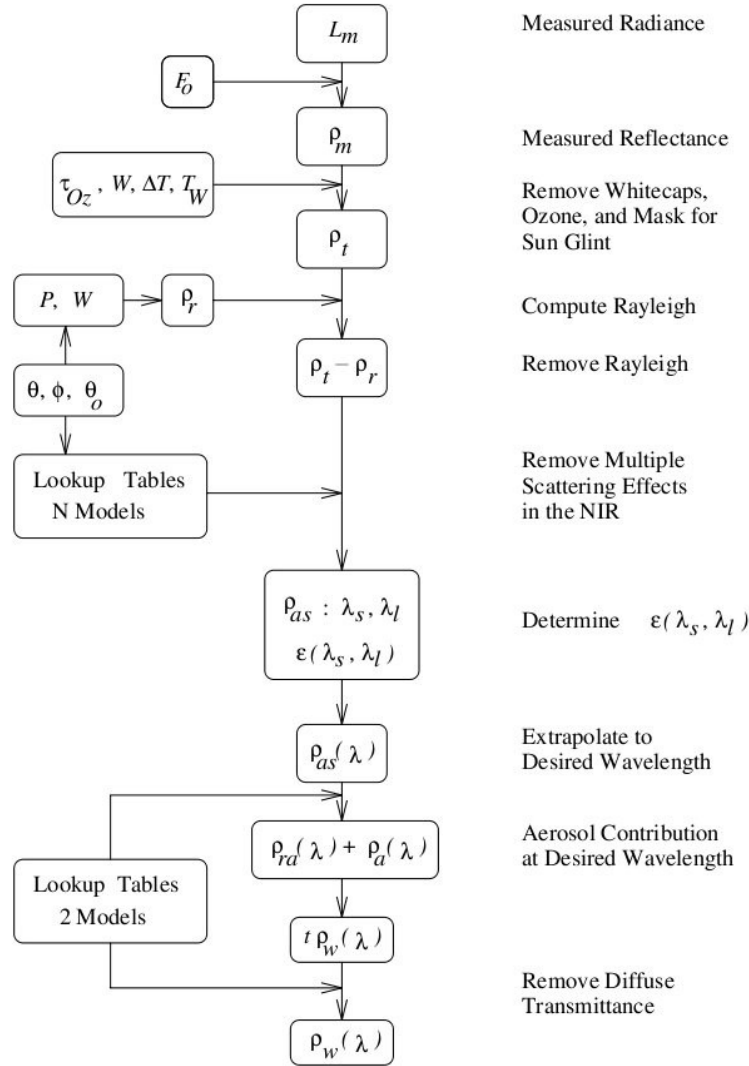 L_m
Measured Radiance
F_o
ρ_m
Measured Reflectance
τ_Oz , W, ΔT, T_W
Remove Whitecaps,
Ozone, and Mask for
Sun Glint
ρ_t
P, W
ρ_r
Compute Rayleigh
ρ_t − ρ_r
Remove Rayleigh
θ, ϕ, θ_o
Lookup Tables
N Models
Remove Multiple
Scattering Effects
in the NIR
ρ_as : λ_s, λ_l
ε(λ_s, λ_l)
Determine ε(λ_s, λ_l)
ρ_as(λ)
Extrapolate to
Desired Wavelength
ρ_ra(λ) + ρ_a(λ)
Aerosol Contribution
at Desired Wavelength
Lookup Tables
2 Models
t ρ_w(λ)
Remove Diffuse
Transmittance
ρ_w(λ)